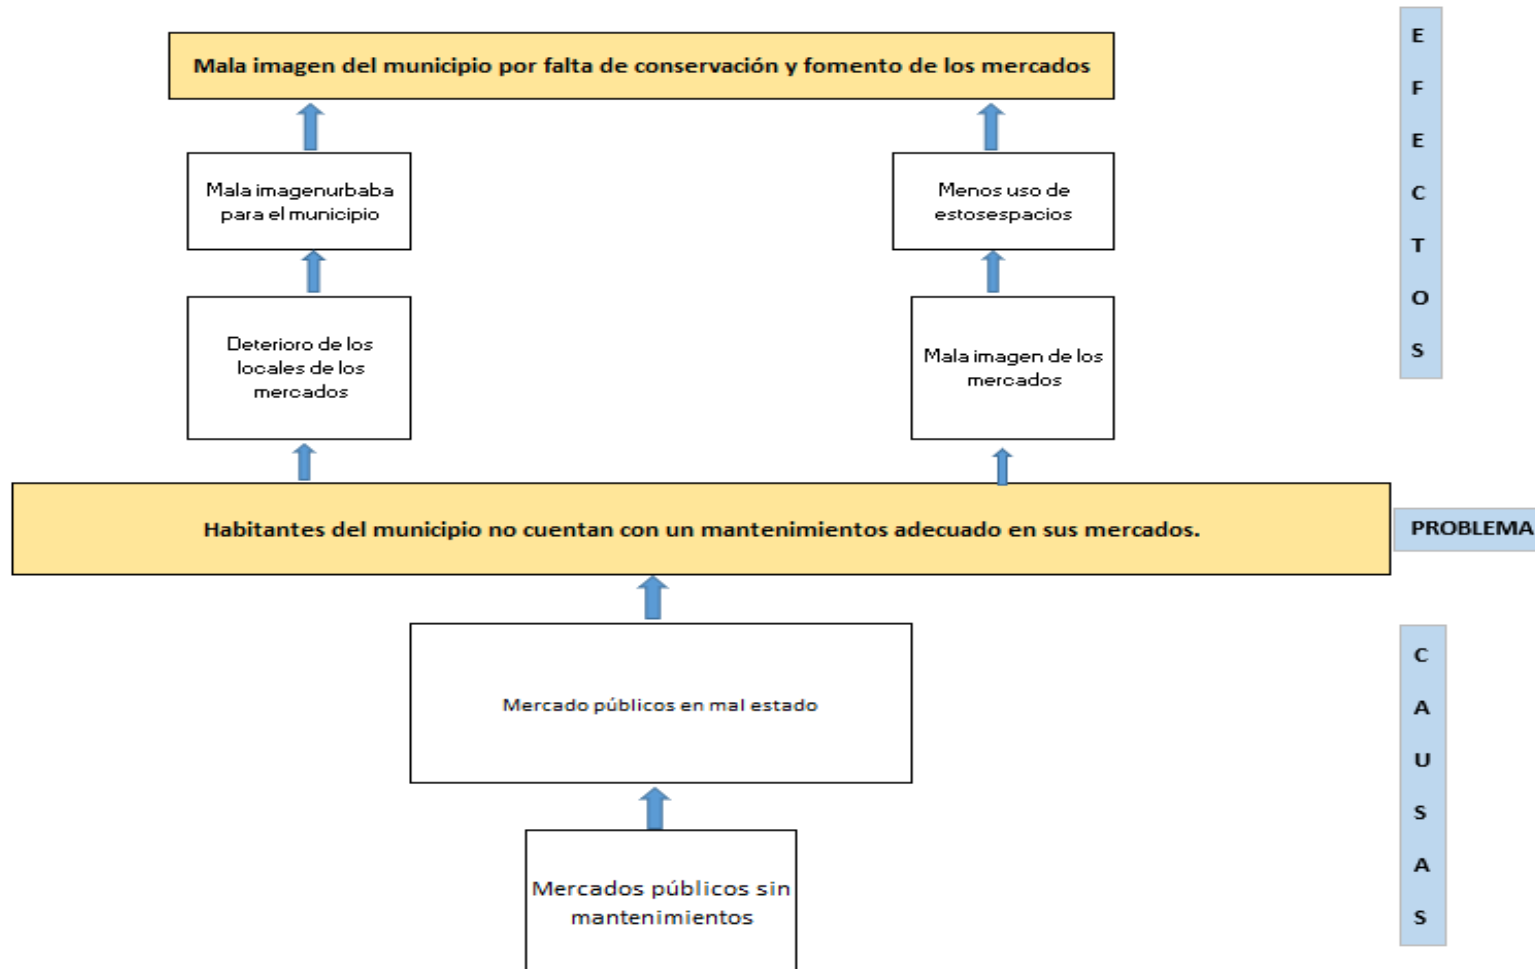 Mala imagen del municipio por falta de conservación y fomento de los mercados
Mala imagenurbaba
para el municipio
Menos uso de
estosespacios
Deterioro de los
locales de los
mercados
Mala imagen de los
mercados
E
F
E
C
T
O
S
Habitantes del municipio no cuentan con un mantenimientos adecuado en sus mercados.
PROBLEMA
Mercado públicos en mal estado
Mercados públicos sin
mantenimientos
C
A
U
S
A
S